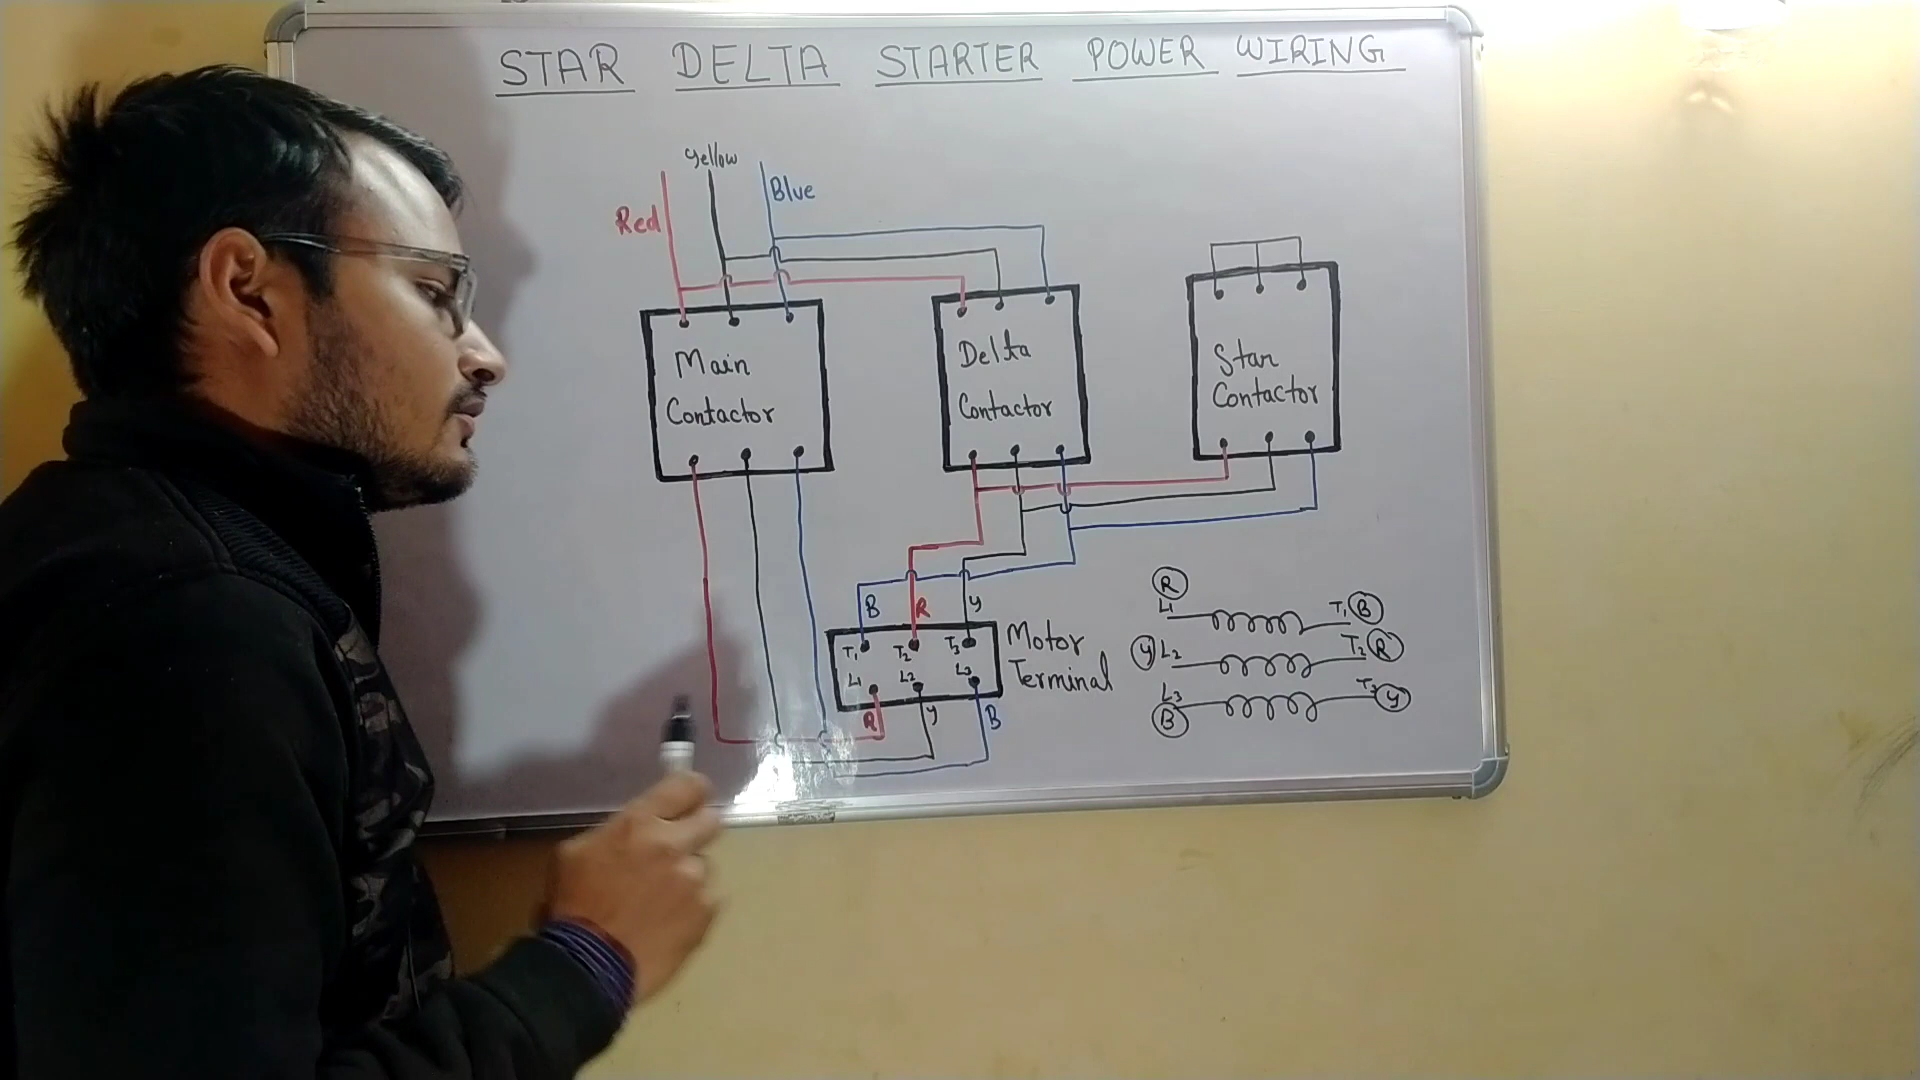 STAR DELTA STARTER POWER WIRING
Yellow
Red
Blue
Main
Contactor
Delta
Contactor
Star
Contactor
B R Y
T1 T2 T3
L1 L2 L3
Motor
Terminal
R Y B
R
L1 T1 B
Y L2 T2 R
L3 T3 Y
B